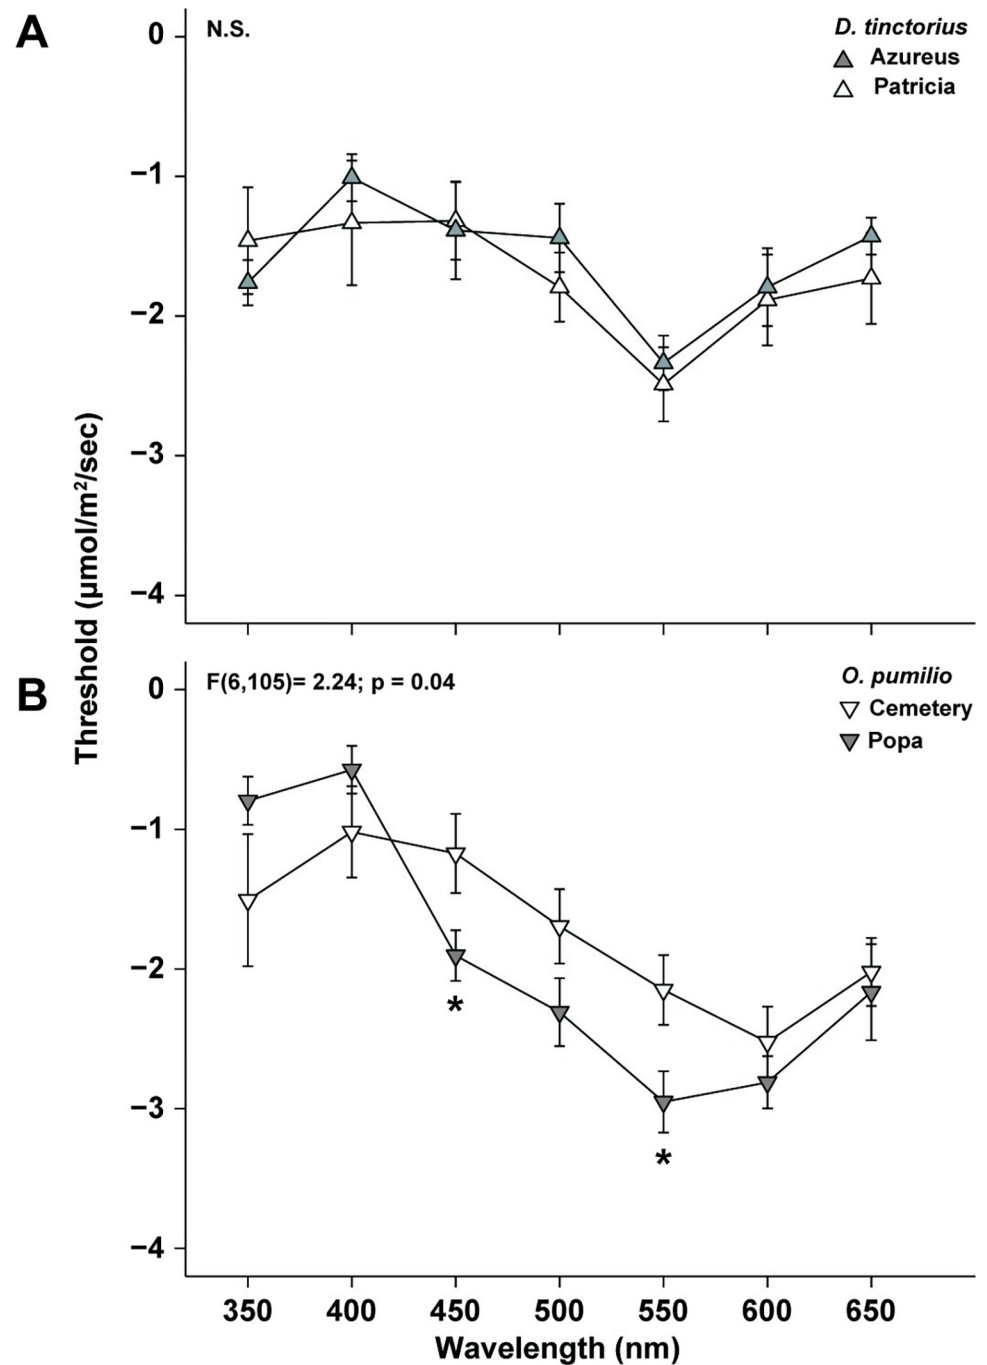 A
N.S.
D. tinctorius
Azureus
Patricia
0
−1
−2
−3
−4
Threshold (µmol/m²/sec)
B
F(6,105)= 2.24; p = 0.04
O. pumilio
Cemetery
Popa
0
−1
−2
−3
−4
*
*
350 400 450 500 550 600 650
Wavelength (nm)